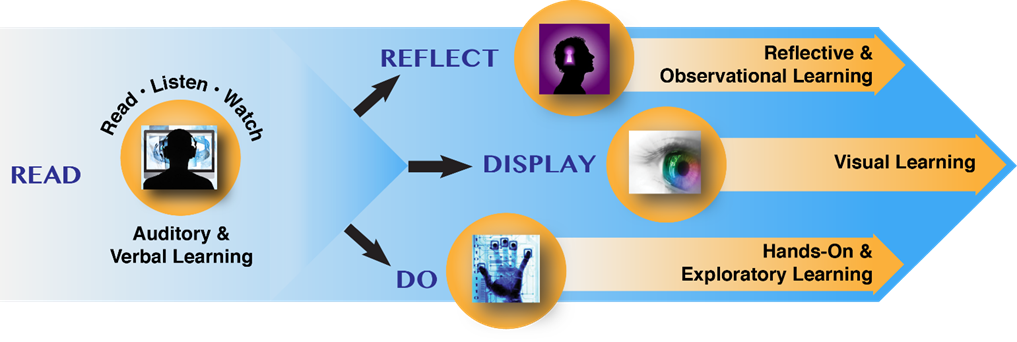 READ
Read • Listen • Watch
Auditory &
Verbal Learning
REFLECT
Reflective &
Observational Learning
DISPLAY
Visual Learning
DO
Hands-On &
Exploratory Learning